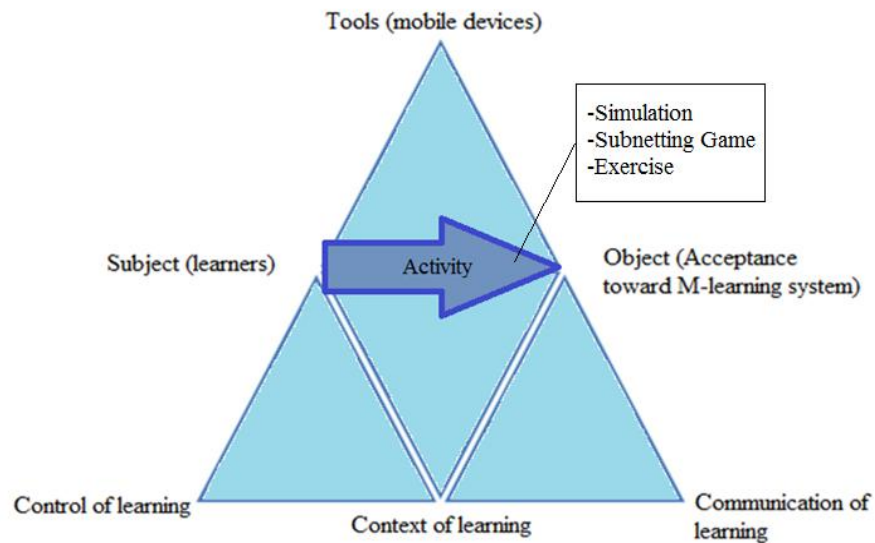 Tools (mobile devices)
-Simulation
-Subnetting Game
-Exercise
Subject (learners)
Activity
Object (Acceptance
toward M-learning system)
Control of learning
Context of learning
Communication of
learning